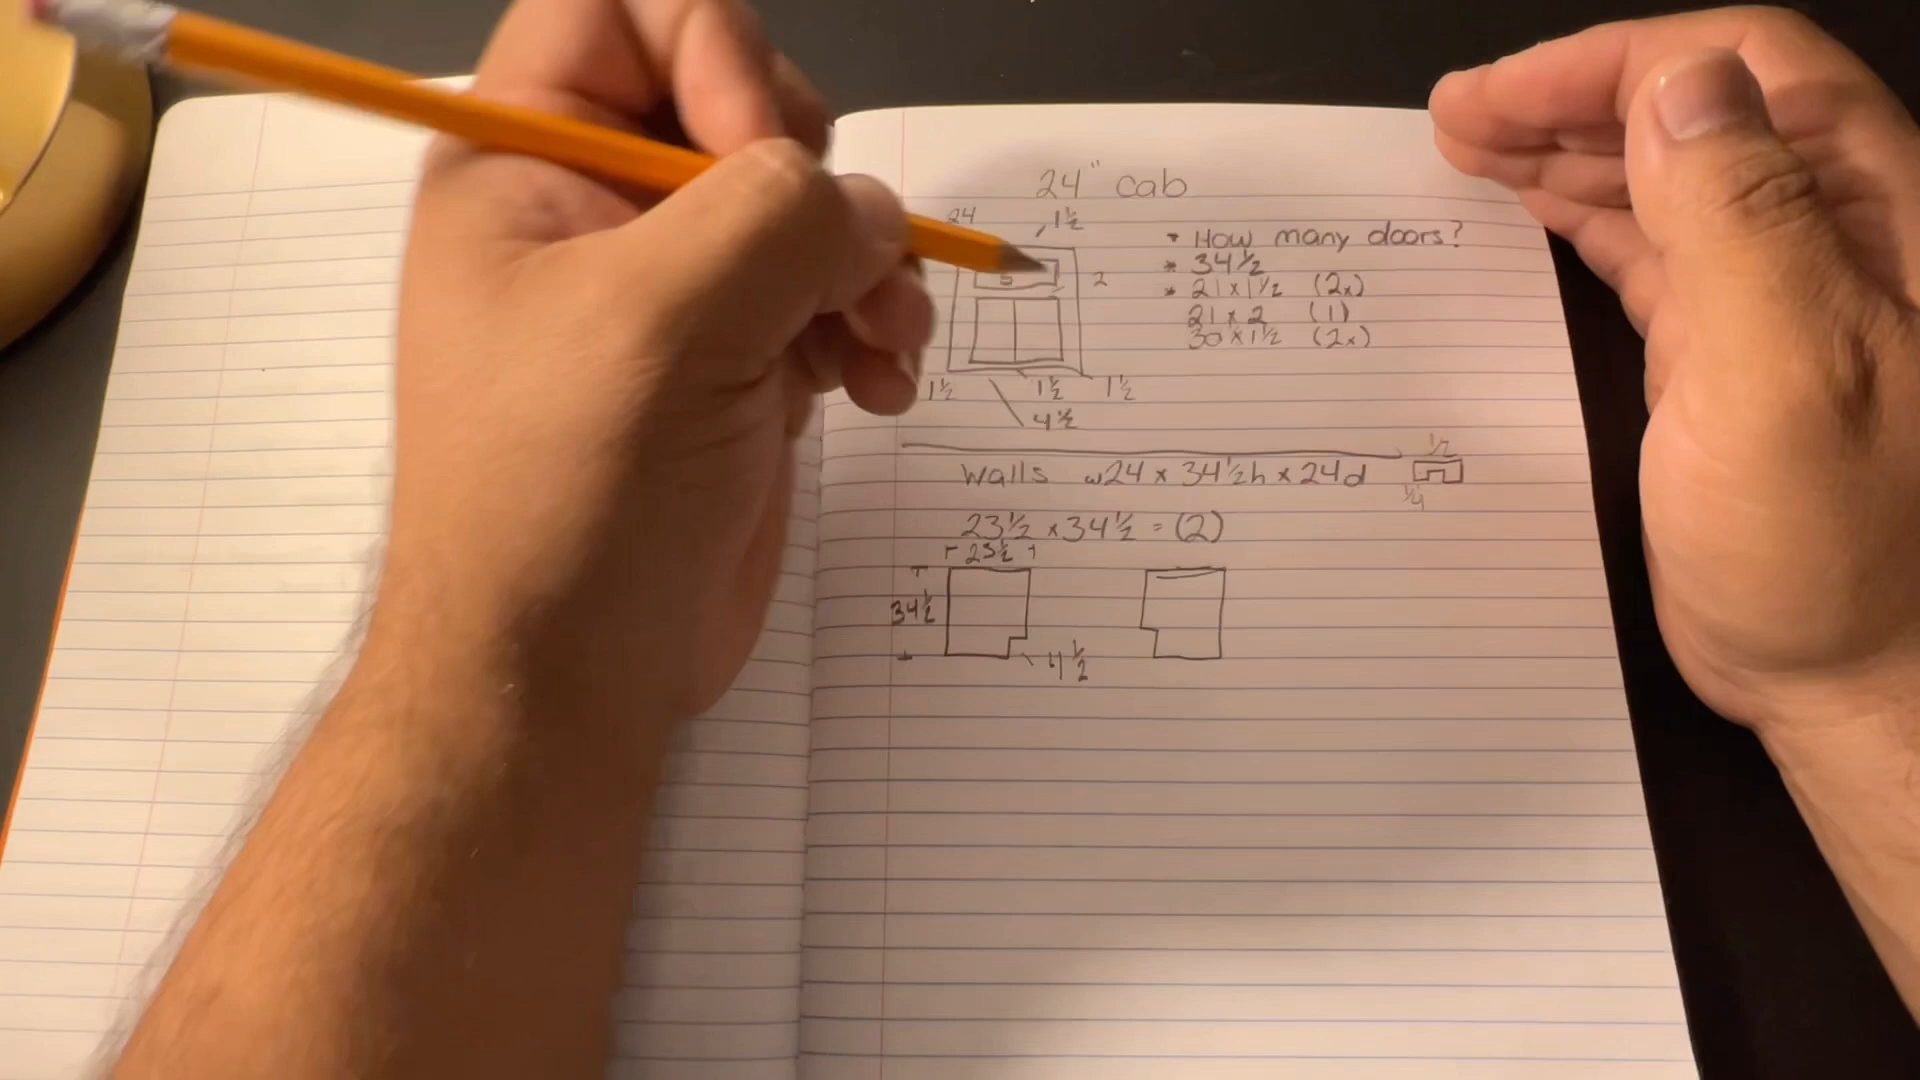 24" cab
24 1½
* How many doors?
* 34½
5 2
* 21 x 1½ (2x)
21 x 2 (1)
30 x 1½ (2x)
1½ 1½ 1½
4½
1/2
Walls w24 x 34½h x 24d
1/4
23½ x 34½ = (2)
23½
34½
4½